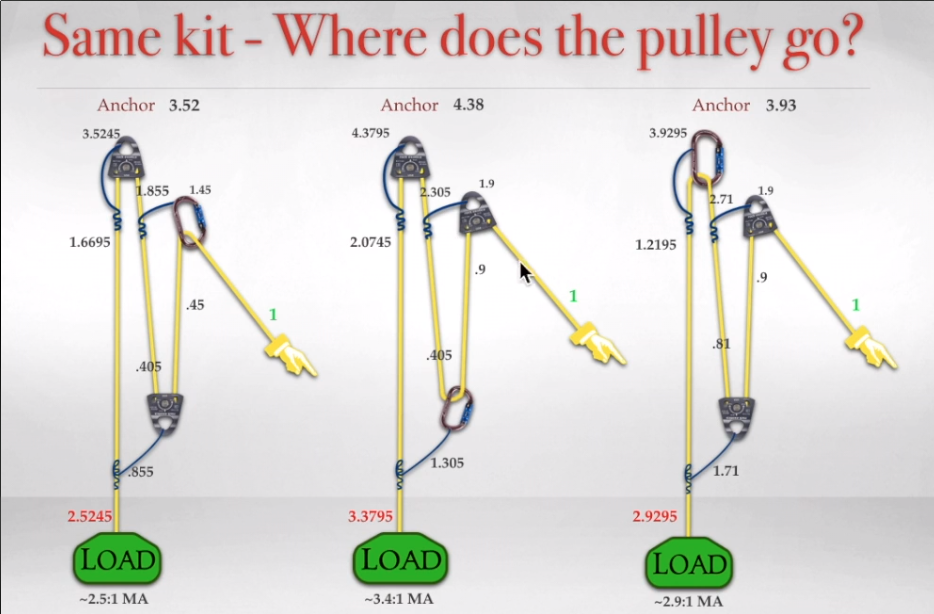 Same kit - Where does the pulley go?
Anchor 3.52
3.5245
1.855
1.45
1.6695
.45
1
.405
.855
2.5245
LOAD
~2.5:1 MA
Anchor 4.38
4.3795
2.305
1.9
2.0745
.9
1
.405
1.305
3.3795
LOAD
~3.4:1 MA
Anchor 3.93
3.9295
2.71
1.9
1.2195
.9
1
.81
1.71
2.9295
LOAD
~2.9:1 MA